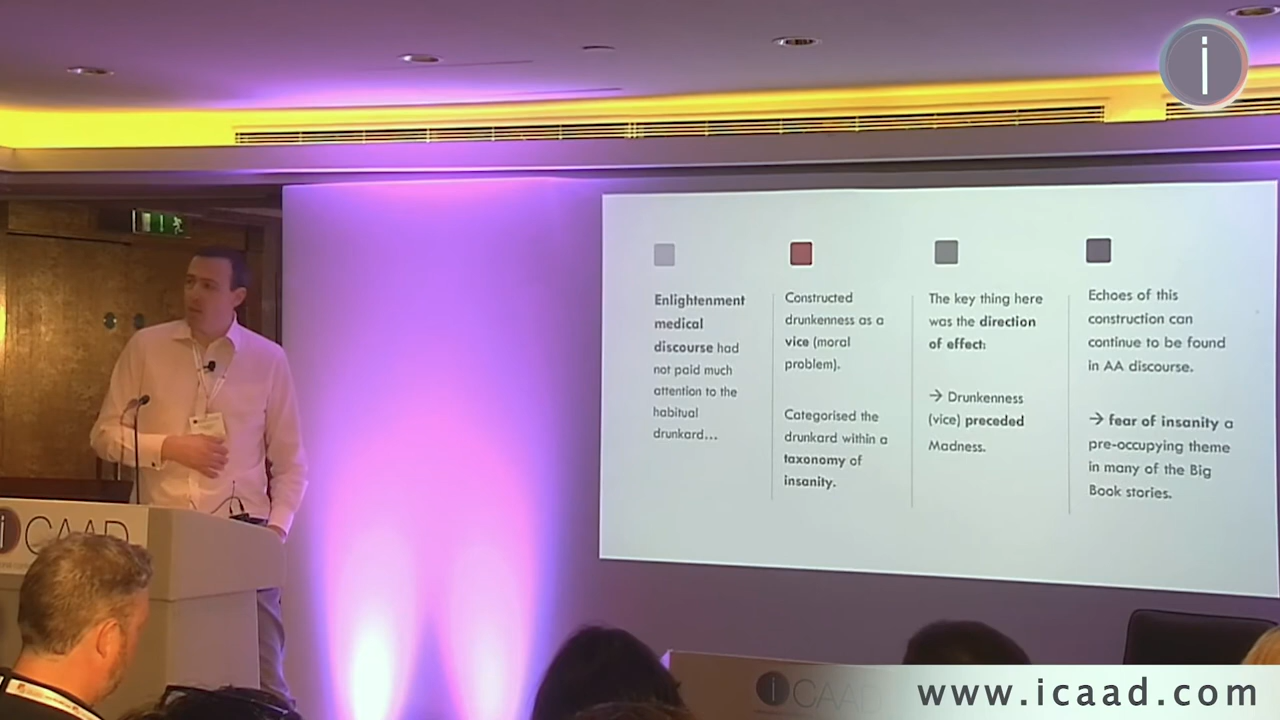 i
Enlightenment
medical
discourse had
not paid much
attention to the
habitual
drunkard…
Constructed
drunkenness as a
vice (moral
problem).
Categorised the
drunkard within a
taxonomy of
insanity.
The key thing here
was the direction
of effect:
→ Drunkenness
(vice) preceded
Madness.
Echoes of this
construction can
continue to be found
in AA discourse.
→ fear of insanity a
pre-occupying theme
in many of the Big
Book stories.
i CAAD
i CAAD
www.icaad.com